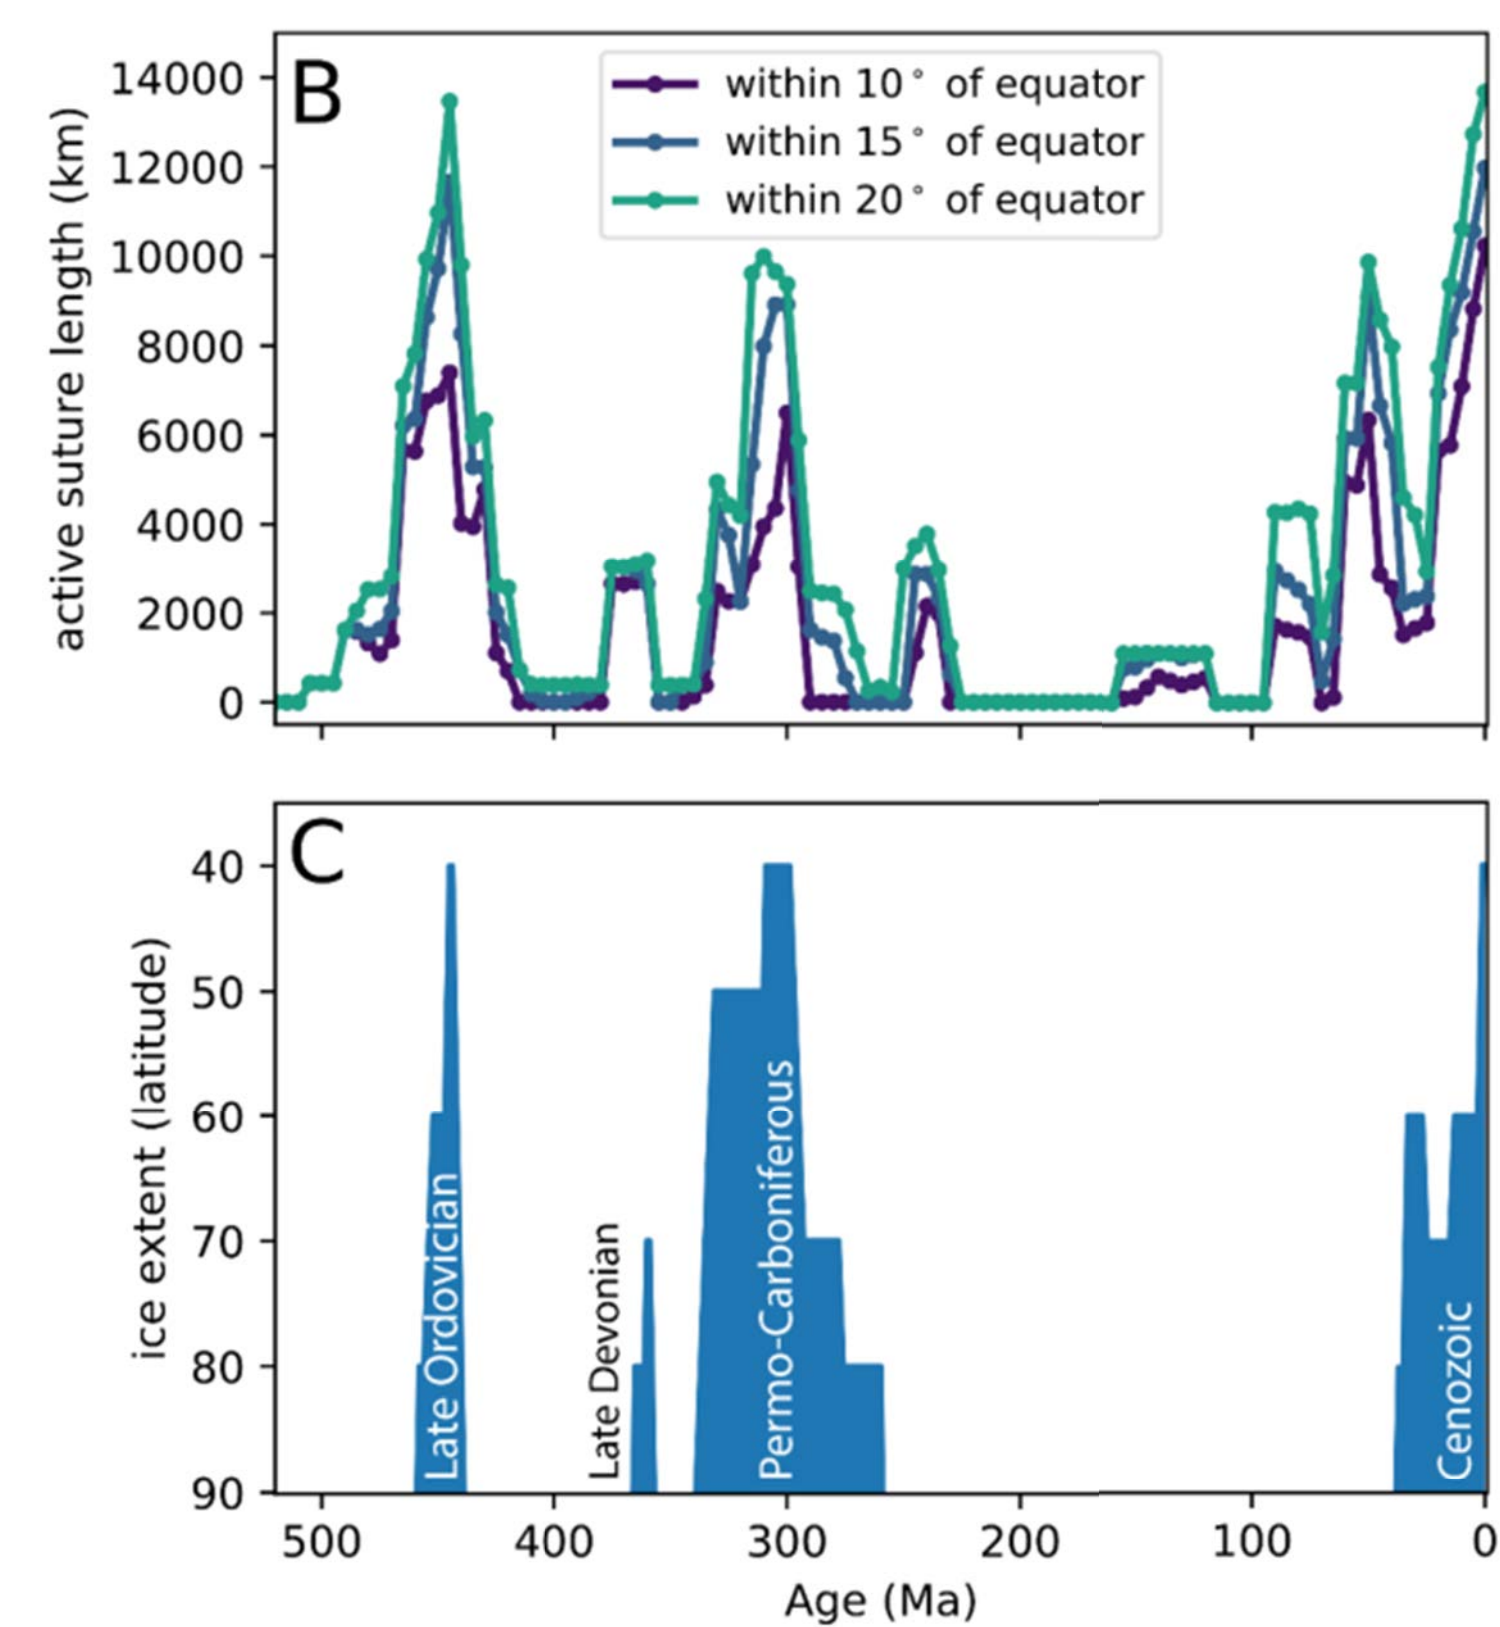 B
within 10° of equator
within 15° of equator
within 20° of equator
active suture length (km)
14000
12000
10000
8000
6000
4000
2000
0
C
ice extent (latitude)
40
50
60
70
80
90
Late Ordovician
Late Devonian
Permo-Carboniferous
Cenozoic
500 400 300 200 100 0
Age (Ma)